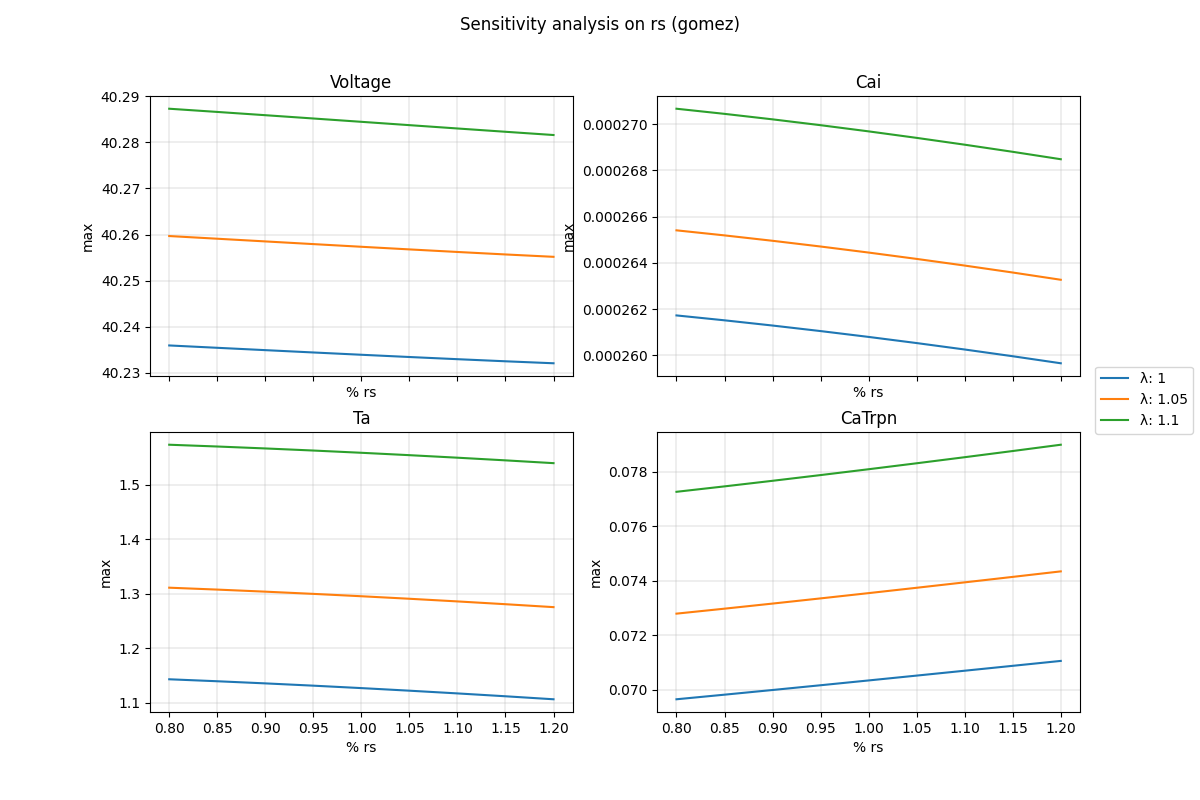 Sensitivity analysis on rs (gomez)
Voltage
40.29
40.28
40.27
40.26
40.25
40.24
40.23
max
% rs
Cai
0.000270
0.000268
0.000266
0.000264
0.000262
0.000260
max
% rs
λ: 1
λ: 1.05
λ: 1.1
Ta
1.5
1.4
1.3
1.2
1.1
max
0.80 0.85 0.90 0.95 1.00 1.05 1.10 1.15 1.20
% rs
CaTrpn
0.078
0.076
0.074
0.072
0.070
max
0.80 0.85 0.90 0.95 1.00 1.05 1.10 1.15 1.20
% rs